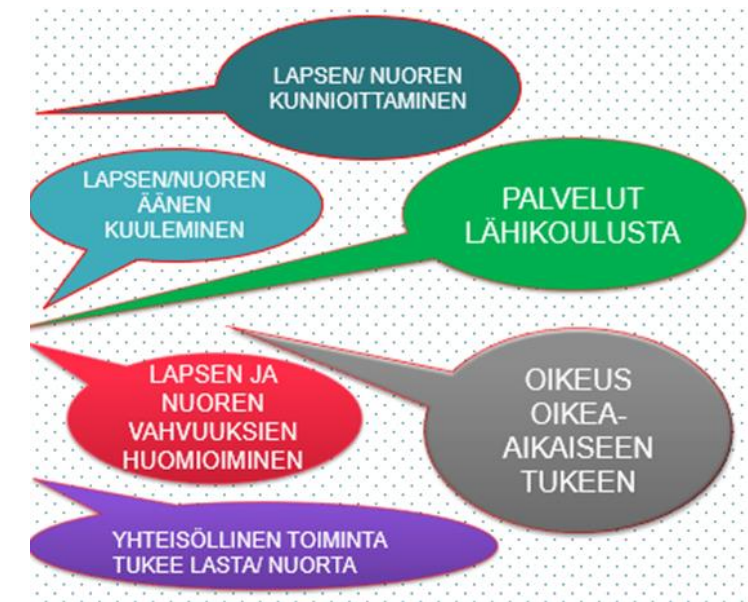 LAPSEN/ NUOREN
KUNNIOITTAMINEN
LAPSEN/NUOREN
ÄÄNEN
KUULEMINEN
PALVELUT
LÄHIKOULUSTA
LAPSEN JA
NUOREN
VAHVUUKSIEN
HUOMIOIMINEN
OIKEUS
OIKEA-
AIKAISEEN
TUKEEN
YHTEISÖLLINEN TOIMINTA
TUKEE LASTA/ NUORTA